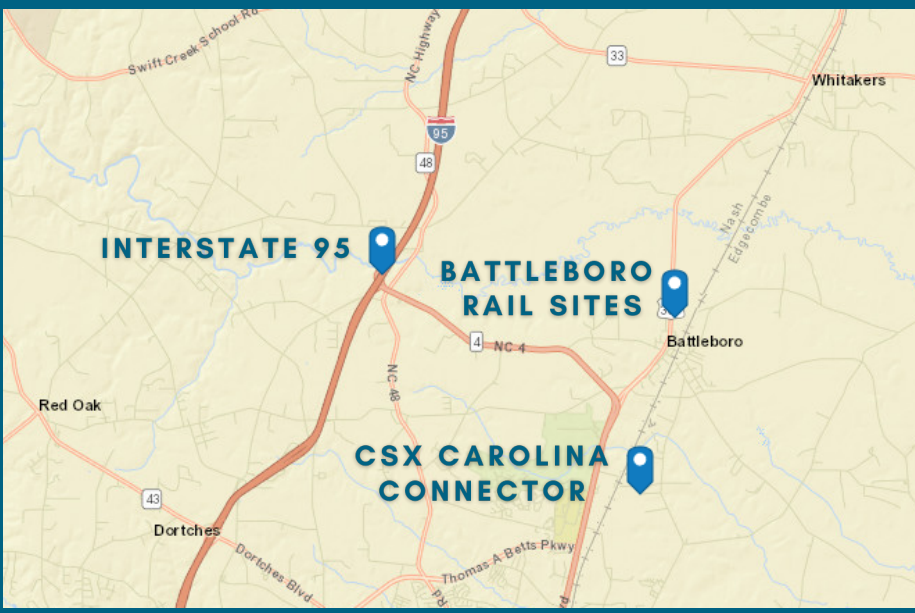 Swift Creek School Rd
NC Highway
33
Whitakers
95
48
Nash
Edgecombe
INTERSTATE 95
BATTLEBORO
RAIL SITES
4
NC 4
Battleboro
NC 48
Red Oak
CSX CAROLINA
CONNECTOR
43
Dortches
Dortches Blvd
Thomas A Betts Pkwy
Rd